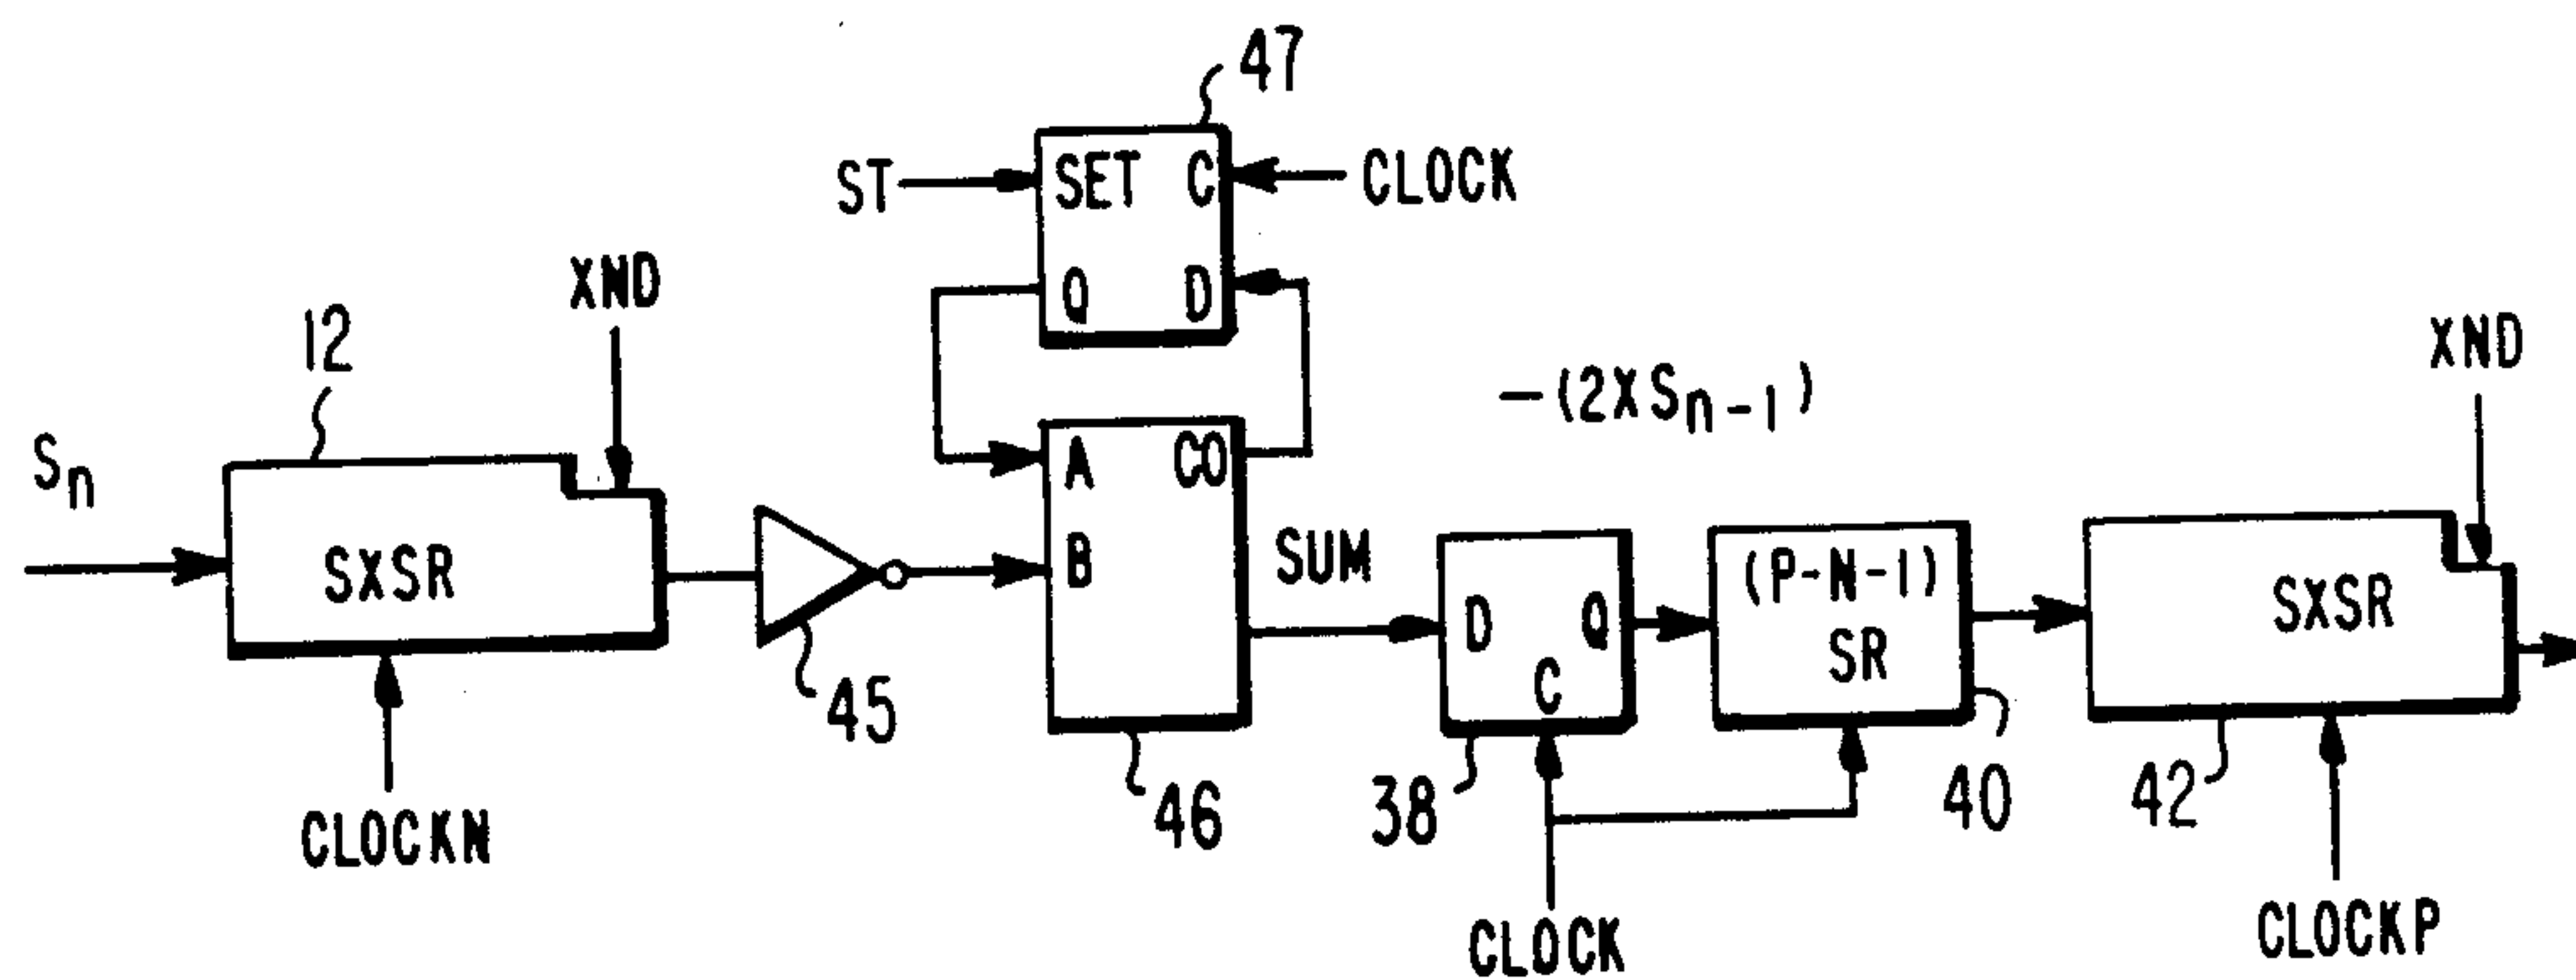 47
ST
SET
C
CLOCK
Q
D
XND
12
Sn
SXSR
CLOCKN
45
A
CO
B
46
SUM
−(2XSn−1)
D
Q
C
38
CLOCK
(P-N-1)
SR
40
XND
SXSR
42
CLOCKP